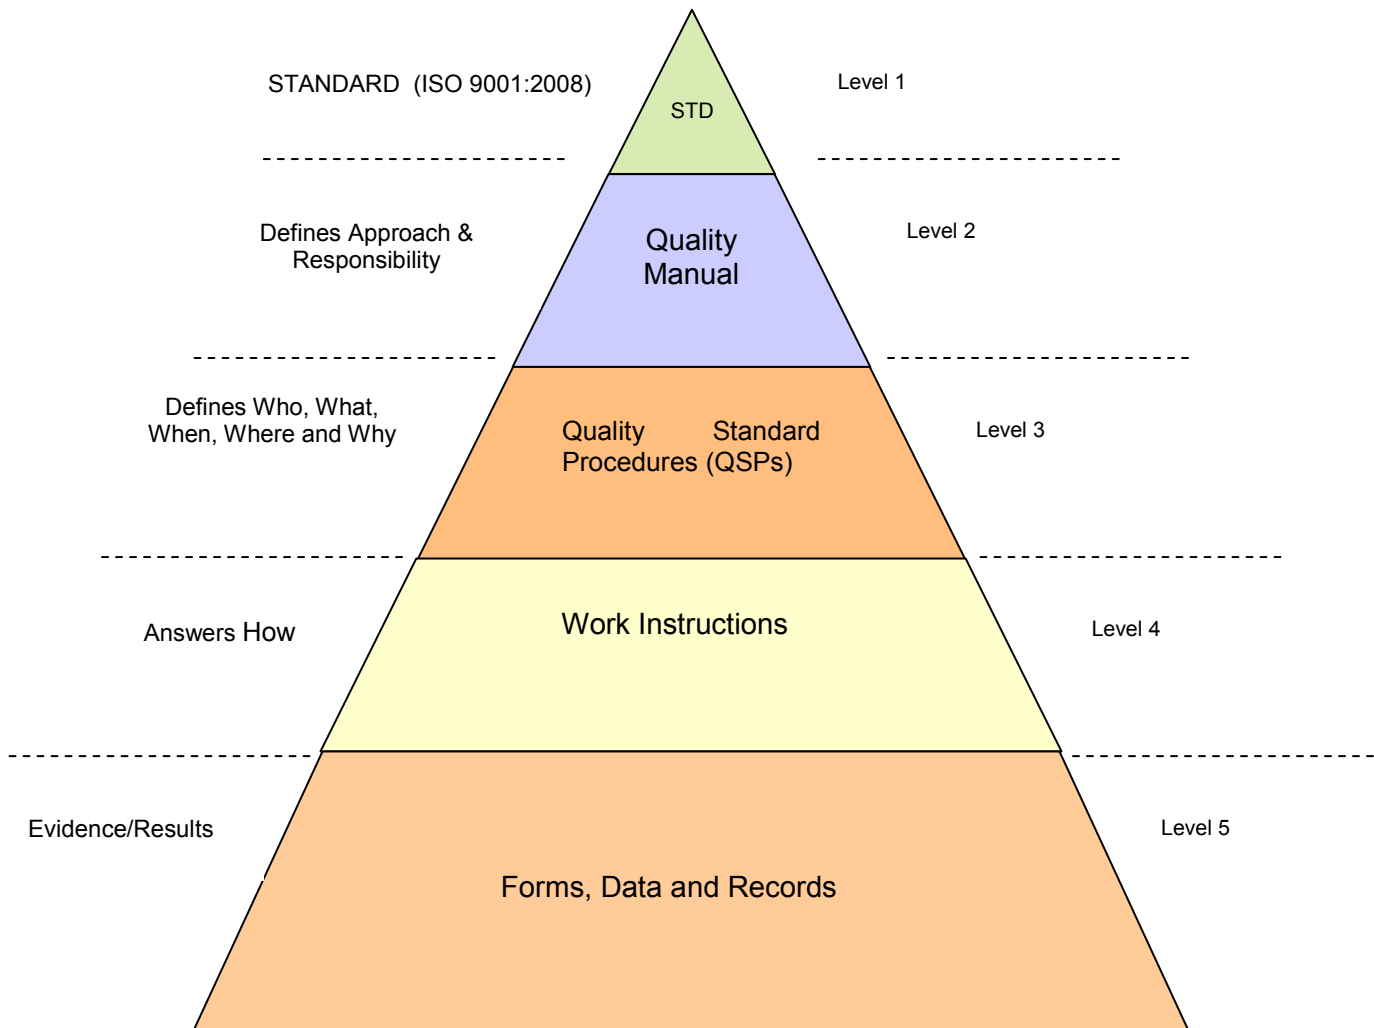 STANDARD (ISO 9001:2008)
STD
Level 1
Defines Approach &
Responsibility
Quality
Manual
Level 2
Defines Who, What,
When, Where and Why
Quality Standard
Procedures (QSPs)
Level 3
Answers How
Work Instructions
Level 4
Evidence/Results
Forms, Data and Records
Level 5